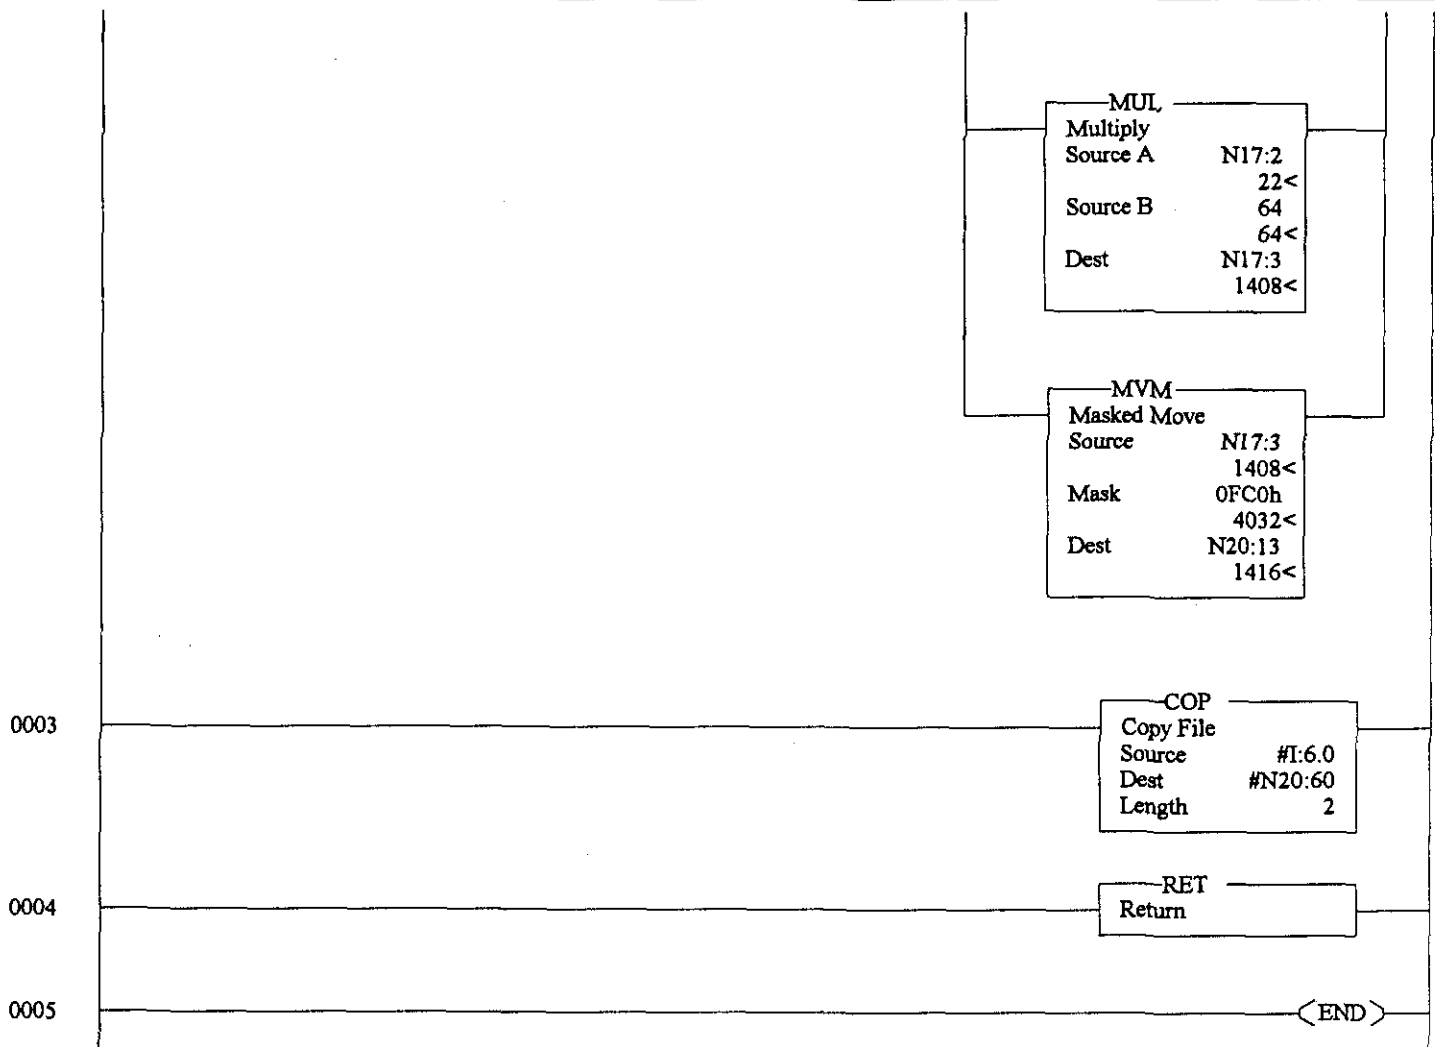 MUL
Multiply
Source A N17:2
22<
Source B 64
64<
Dest N17:3
1408<
MVM
Masked Move
Source N17:3
1408<
Mask 0FC0h
4032<
Dest N20:13
1416<
0003
COP
Copy File
Source #I:6.0
Dest #N20:60
Length 2
0004
RET
Return
0005
END